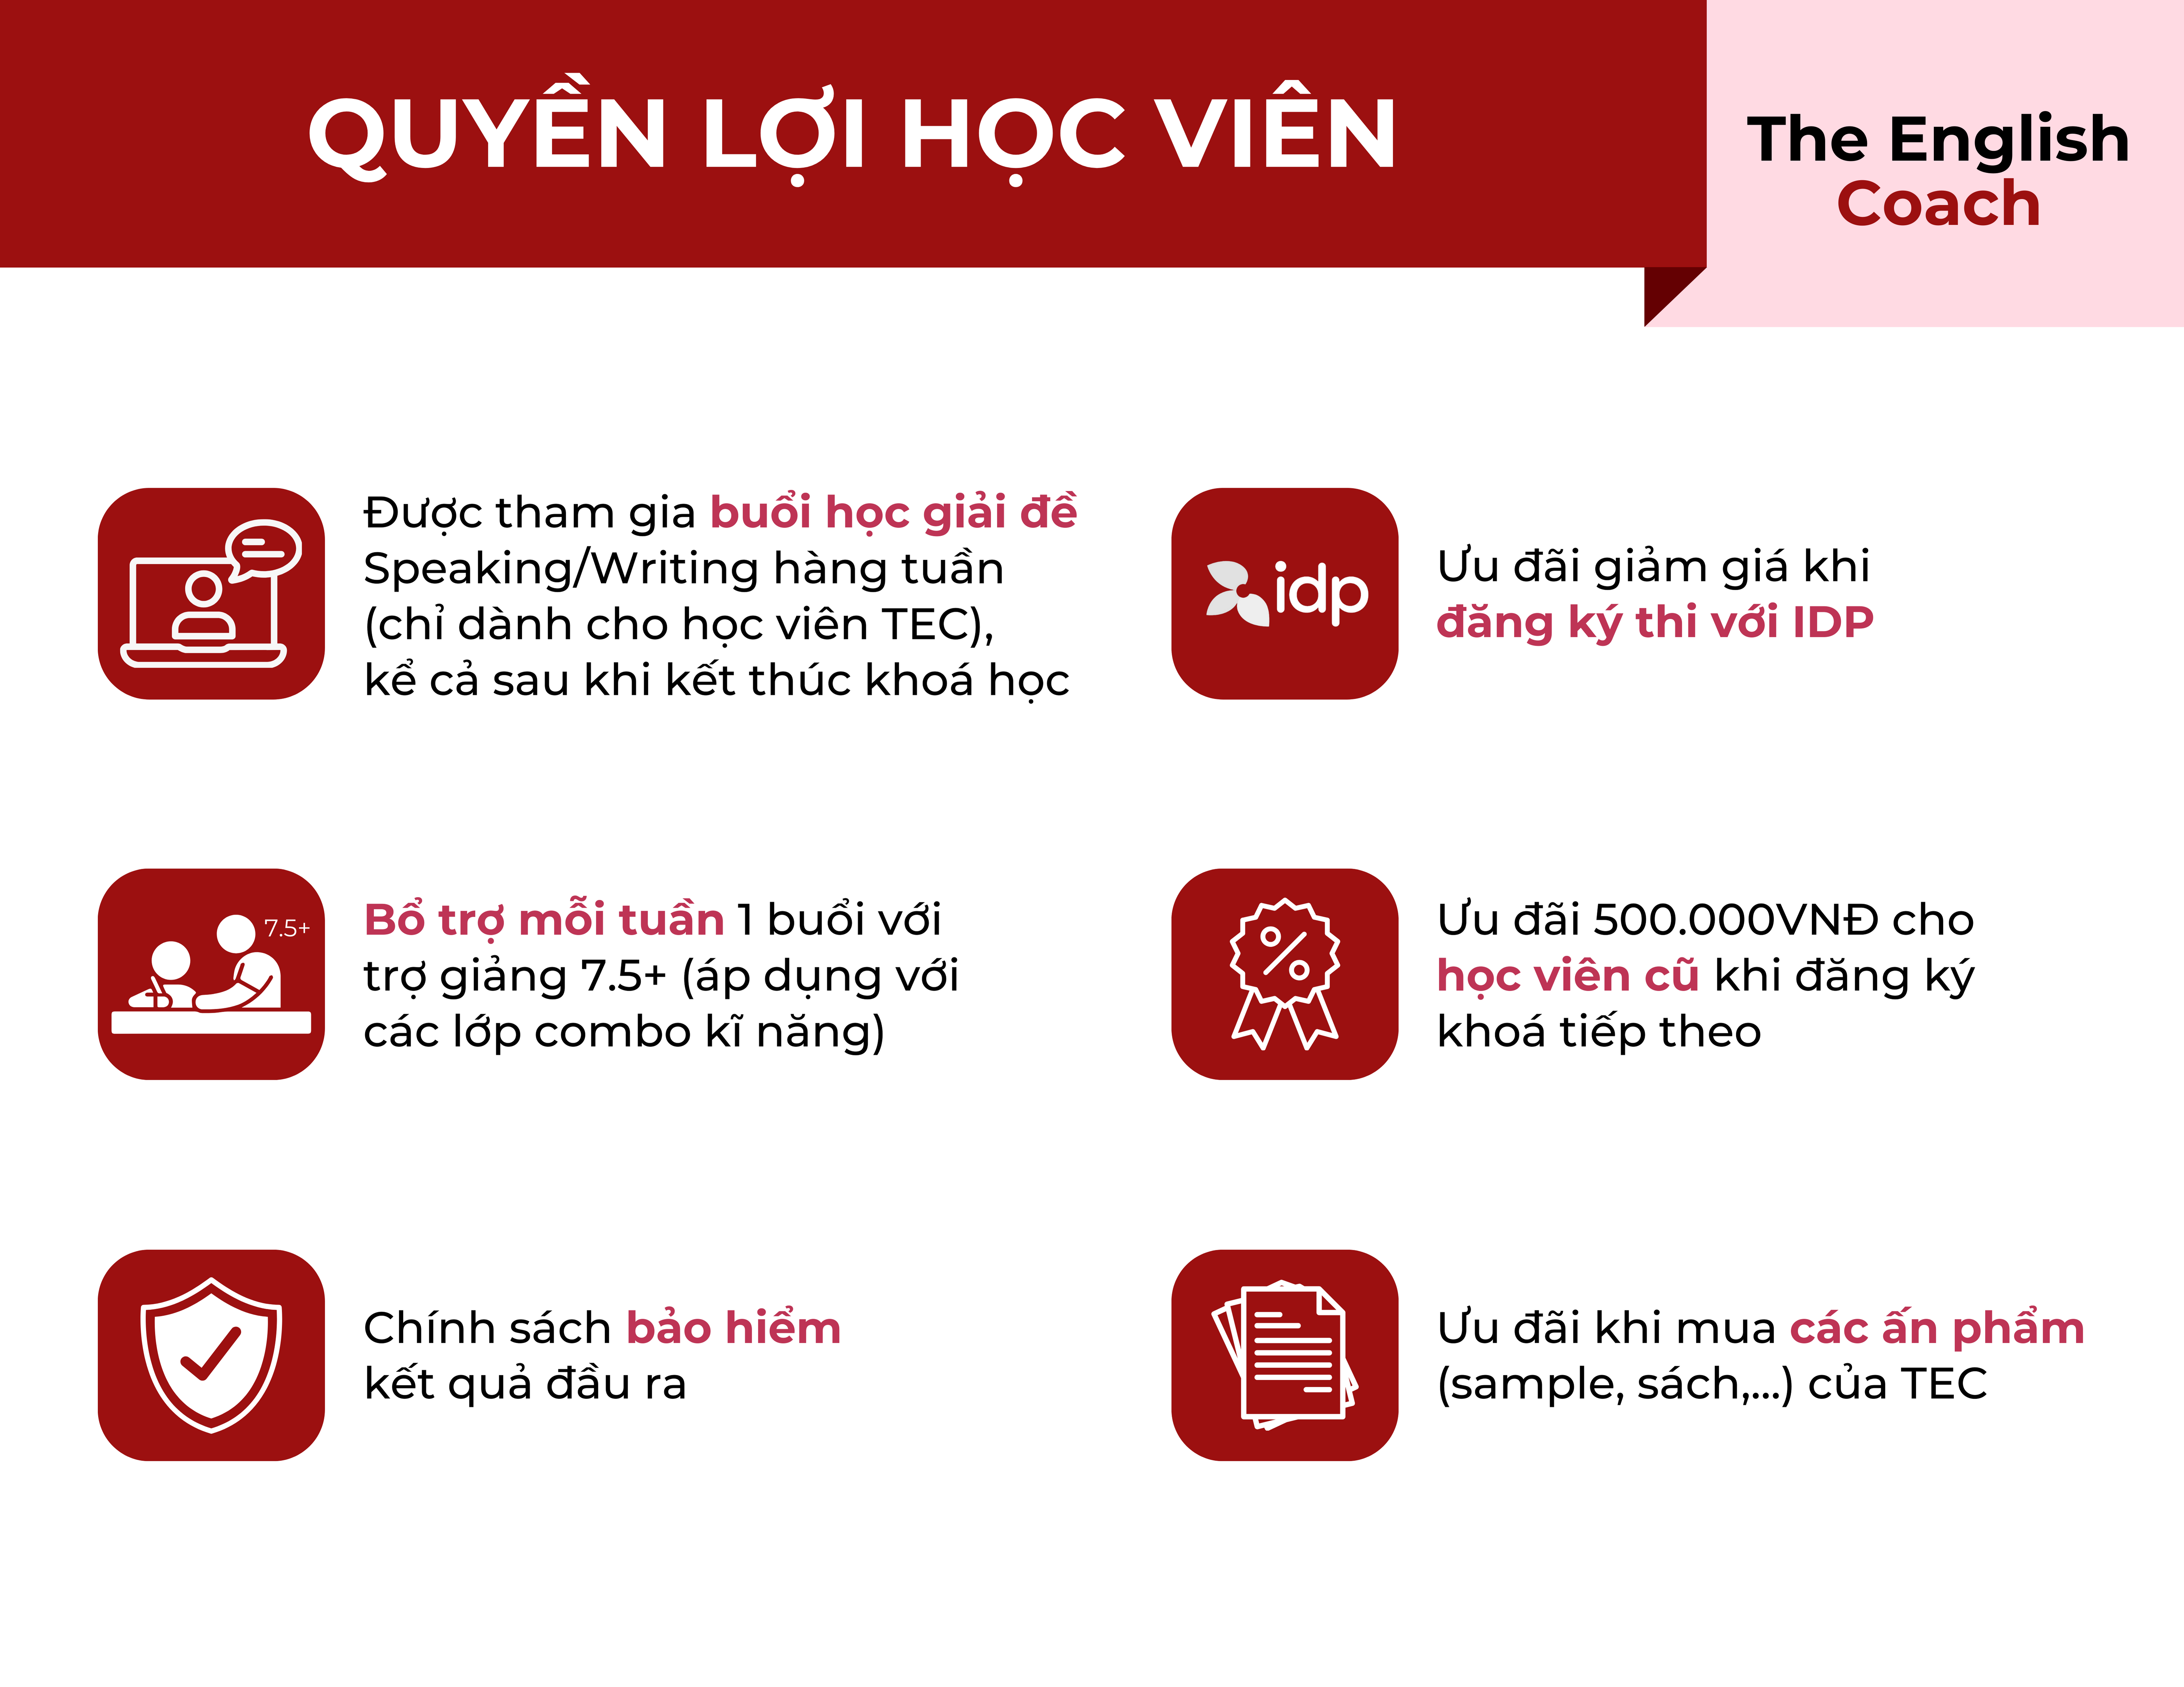 QUYỀN LỢI HỌC VIÊN
The English
Coach
Được tham gia buổi học giải đề
Speaking/Writing hàng tuần
(chỉ dành cho học viên TEC),
kể cả sau khi kết thúc khoá học
idp
Ưu đãi giảm giá khi
đăng ký thi với IDP
7.5+
Bổ trợ mỗi tuần 1 buổi với
trợ giảng 7.5+ (áp dụng với
các lớp combo kĩ năng)
%
Ưu đãi 500.000VNĐ cho
học viên cũ khi đăng ký
khoá tiếp theo
Chính sách bảo hiểm
kết quả đầu ra
Ưu đãi khi mua các ấn phẩm
(sample, sách,...) của TEC